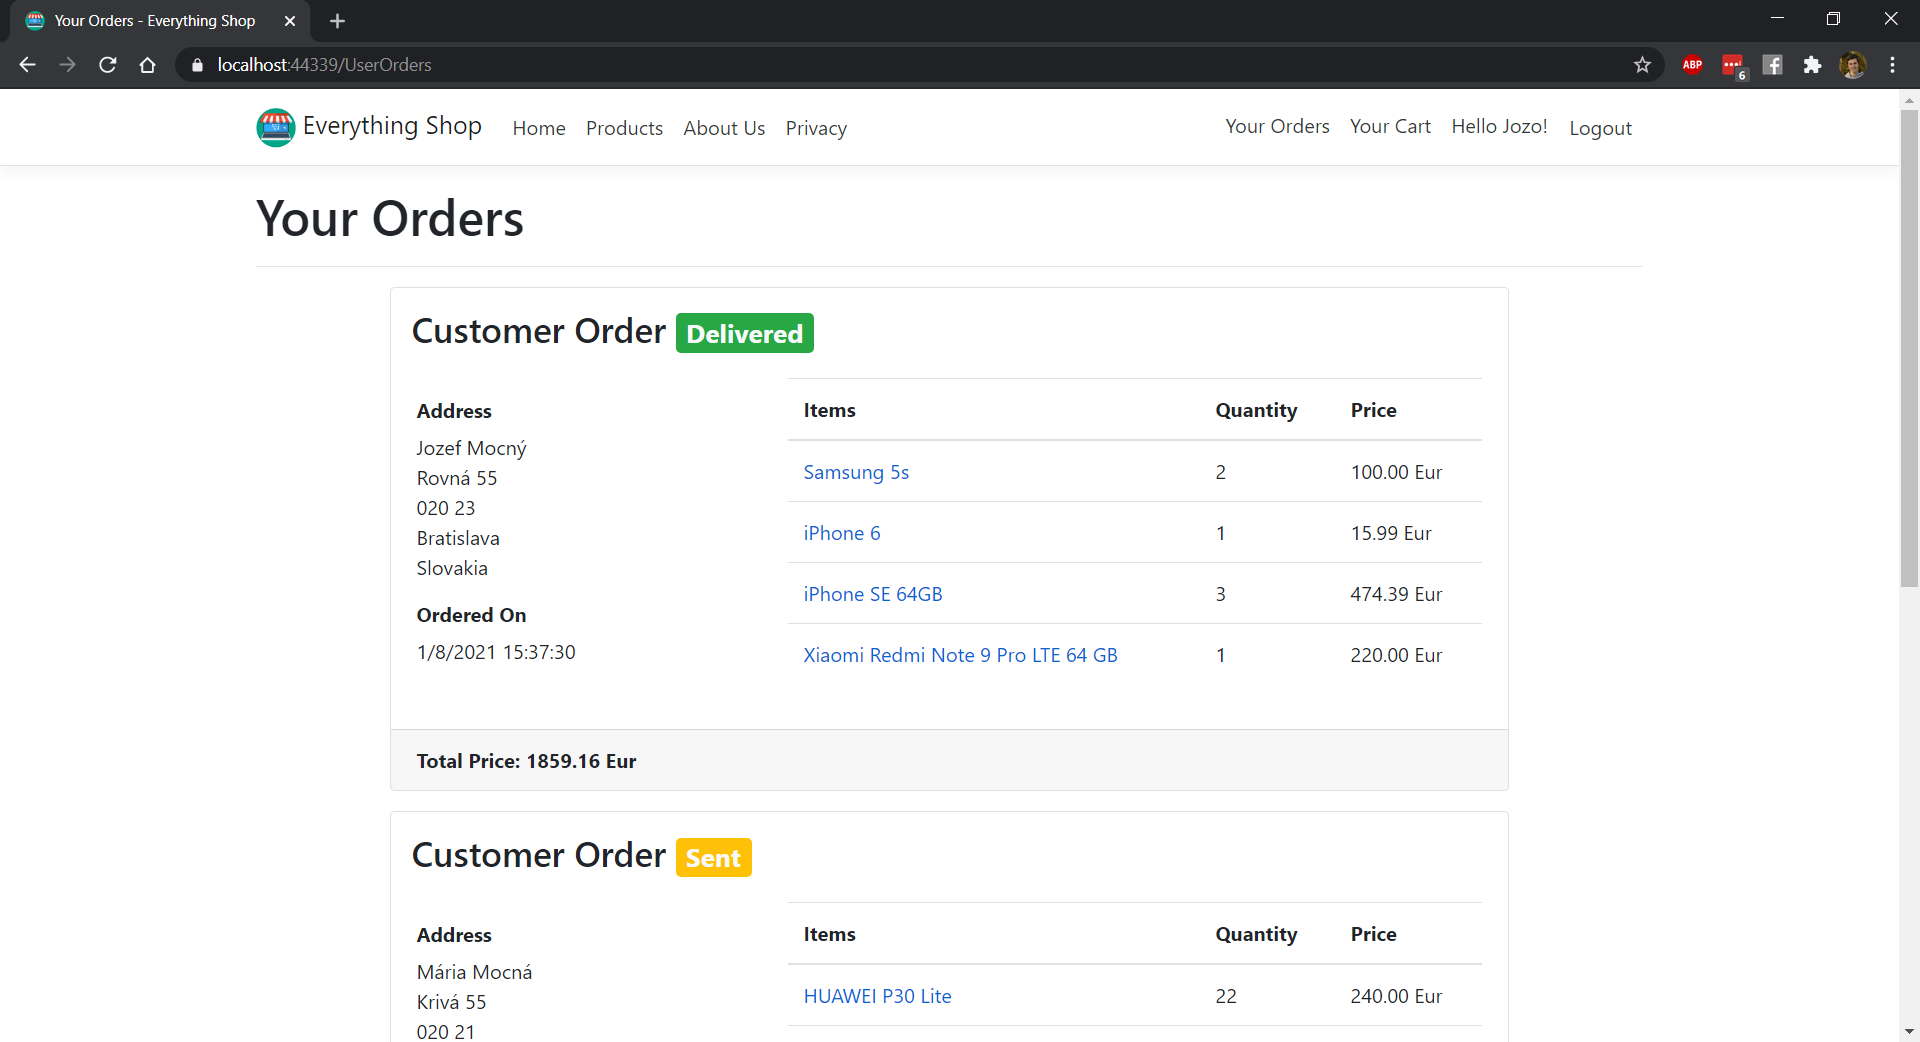 Your Orders - Everything Shop
localhost:44339/UserOrders
ABP
6
Everything Shop Home Products About Us Privacy Your Orders Your Cart Hello Jozo! Logout
Your Orders
Customer Order Delivered
Address
Jozef Mocný
Rovná 55
020 23
Bratislava
Slovakia
Ordered On
1/8/2021 15:37:30
Items Quantity Price
Samsung 5s 2 100.00 Eur
iPhone 6 1 15.99 Eur
iPhone SE 64GB 3 474.39 Eur
Xiaomi Redmi Note 9 Pro LTE 64 GB 1 220.00 Eur
Total Price: 1859.16 Eur
Customer Order Sent
Address
Mária Mocná
Krivá 55
020 21
Items Quantity Price
HUAWEI P30 Lite 22 240.00 Eur